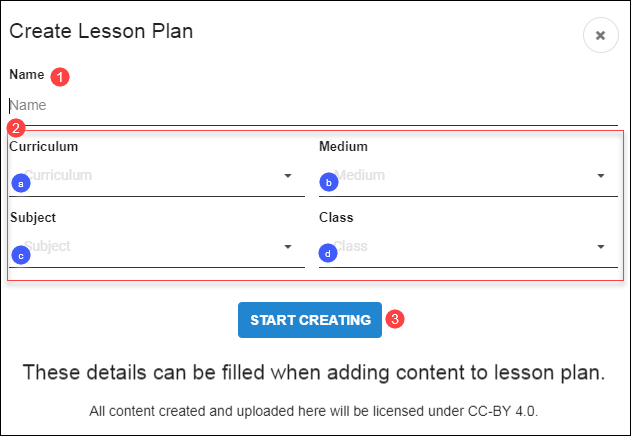 Create Lesson Plan ×
Name 1
Name
2
Curriculum Medium
a Curriculum b Medium
Subject Class
c Subject d Class
START CREATING 3
These details can be filled when adding content to lesson plan.
All content created and uploaded here will be licensed under CC-BY 4.0.